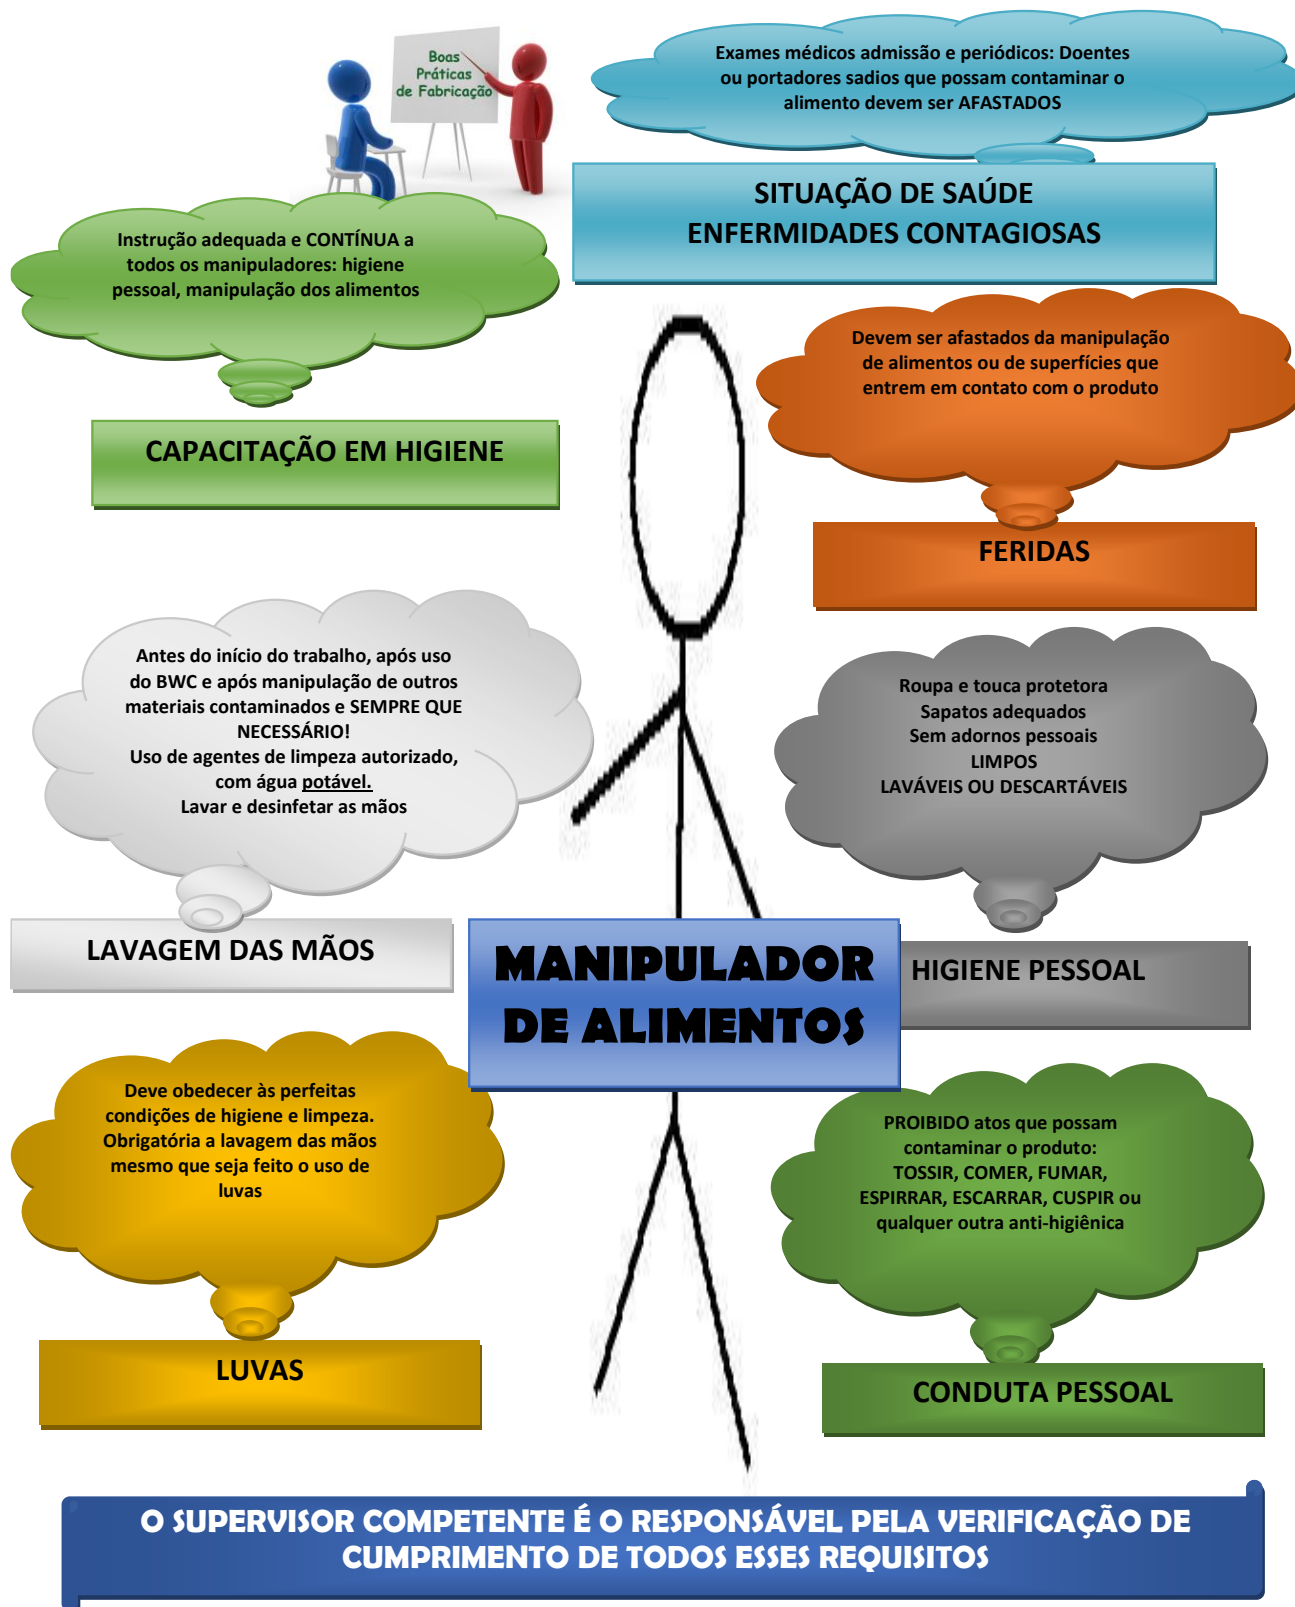 Boas
Práticas
de Fabricação
Exames médicos admissão e periódicos: Doentes
ou portadores sadios que possam contaminar o
alimento devem ser AFASTADOS
SITUAÇÃO DE SAÚDE
ENFERMIDADES CONTAGIOSAS
Instrução adequada e CONTÍNUA a
todos os manipuladores: higiene
pessoal, manipulação dos alimentos
CAPACITAÇÃO EM HIGIENE
Devem ser afastados da manipulação
de alimentos ou de superfícies que
entrem em contato com o produto
FERIDAS
Antes do início do trabalho, após uso
do BWC e após manipulação de outros
materiais contaminados e SEMPRE QUE
NECESSÁRIO!
Uso de agentes de limpeza autorizado,
com água potável.
Lavar e desinfetar as mãos
LAVAGEM DAS MÃOS
Roupa e touca protetora
Sapatos adequados
Sem adornos pessoais
LIMPOS
LAVÁVEIS OU DESCARTÁVEIS
HIGIENE PESSOAL
MANIPULADOR
DE ALIMENTOS
Deve obedecer às perfeitas
condições de higiene e limpeza.
Obrigatória a lavagem das mãos
mesmo que seja feito o uso de
luvas
LUVAS
PROIBIDO atos que possam
contaminar o produto:
TOSSIR, COMER, FUMAR,
ESPIRRAR, ESCARRAR, CUSPIR ou
qualquer outra anti-higiênica
CONDUTA PESSOAL
O SUPERVISOR COMPETENTE É O RESPONSÁVEL PELA VERIFICAÇÃO DE
CUMPRIMENTO DE TODOS ESSES REQUISITOS